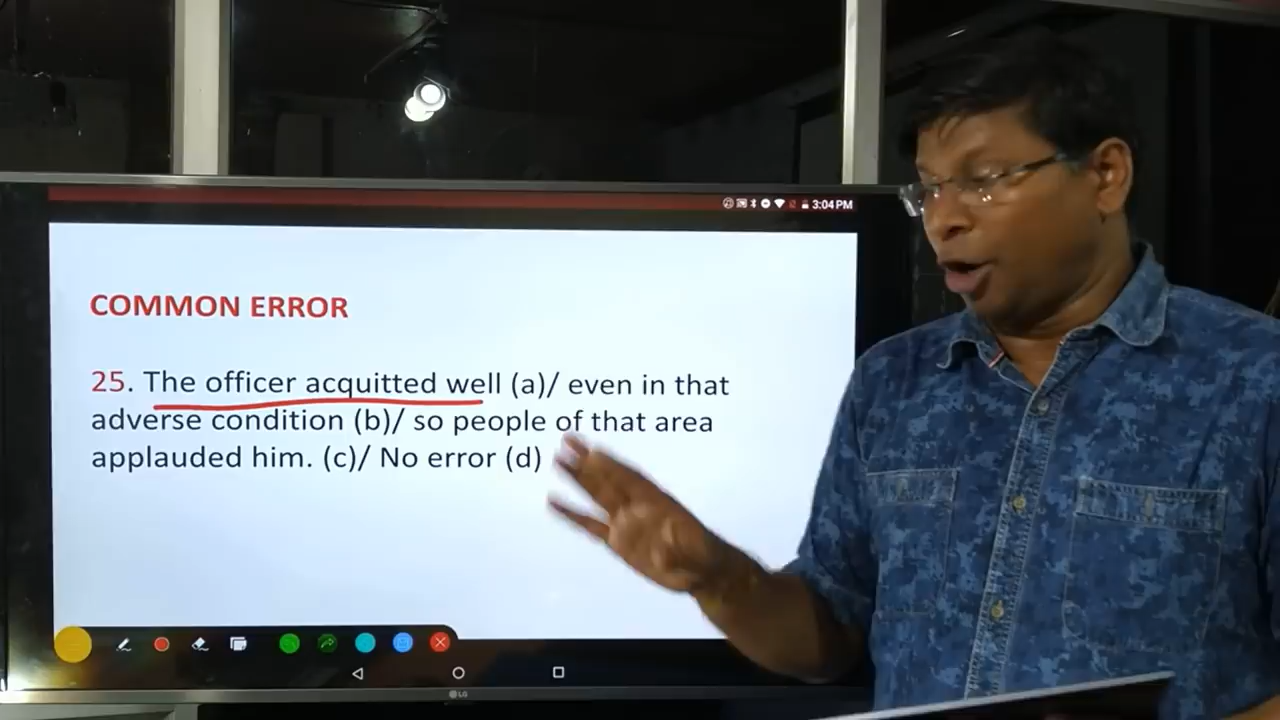 3:04 PM
COMMON ERROR
25. The officer acquitted well (a)/ even in that
adverse condition (b)/ so people of that area
applauded him. (c)/ No error (d)
LG